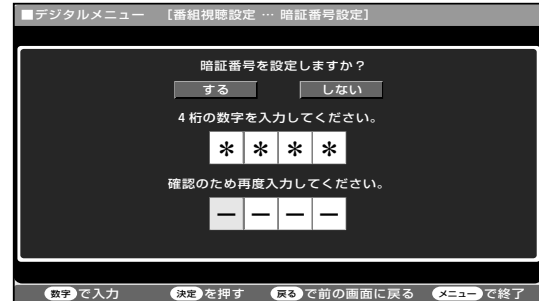 ■デジタルメニュー ［番組視聴設定 … 暗証番号設定］
暗証番号を設定しますか？
する しない
4桁の数字を入力してください。
＊ ＊ ＊ ＊
確認のため再度入力してください。
－ － － －
数字で入力 決定を押す 戻るで前の画面に戻る メニューで終了